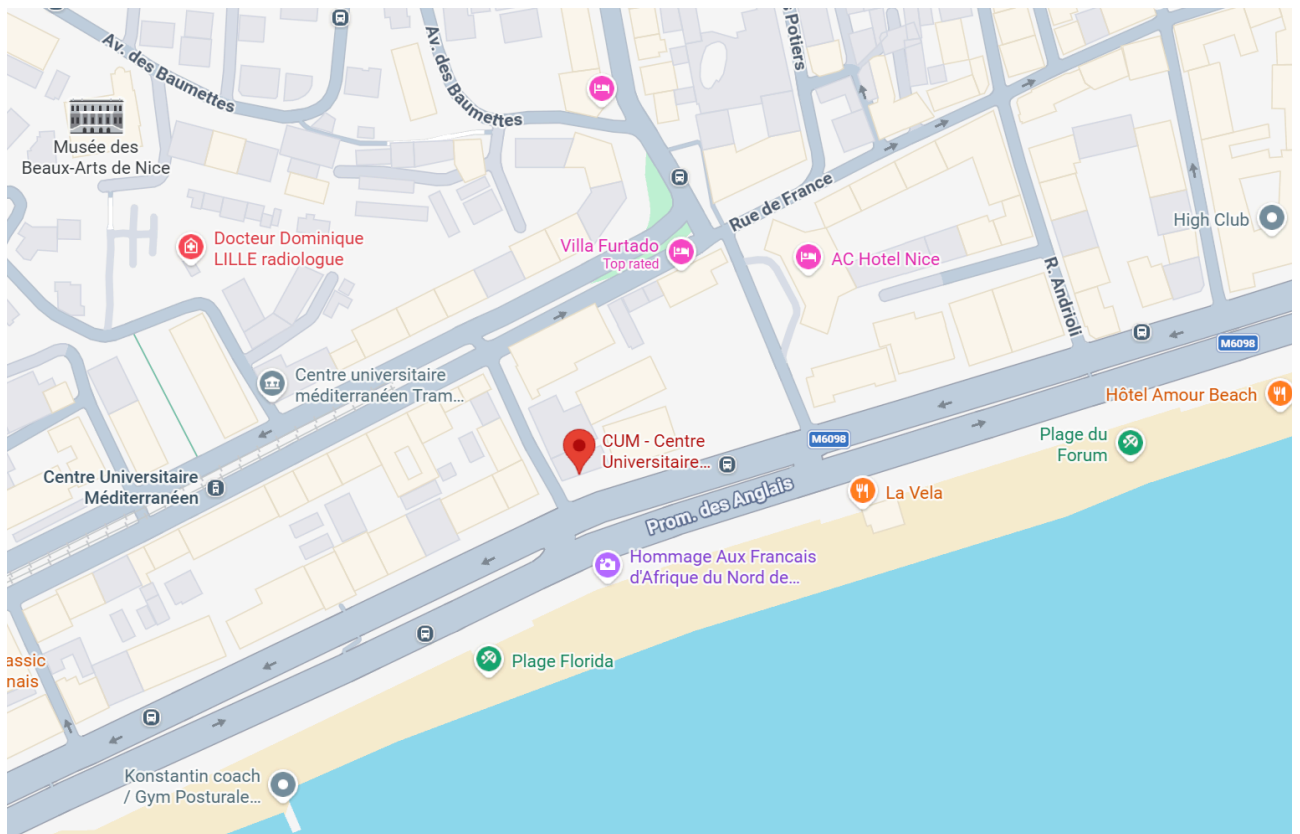 Av. des Baumettes
Av. des Baumettes
Potiers
Musée des
Beaux-Arts de Nice
Rue de France
High Club
Docteur Dominique
LILLE radiologue
Villa Furtado
Top rated
AC Hotel Nice
R. Andrioli
M6098
Centre universitaire
méditerranéen Tram...
Hôtel Amour Beach
CUM - Centre
Universitaire...
M6098
Plage du
Forum
Centre Universitaire
Méditerranéen
La Vela
Prom. des Anglais
Hommage Aux Francais
d'Afrique du Nord de...
Plage Florida
assic
nais
Konstantin coach
/ Gym Posturale...